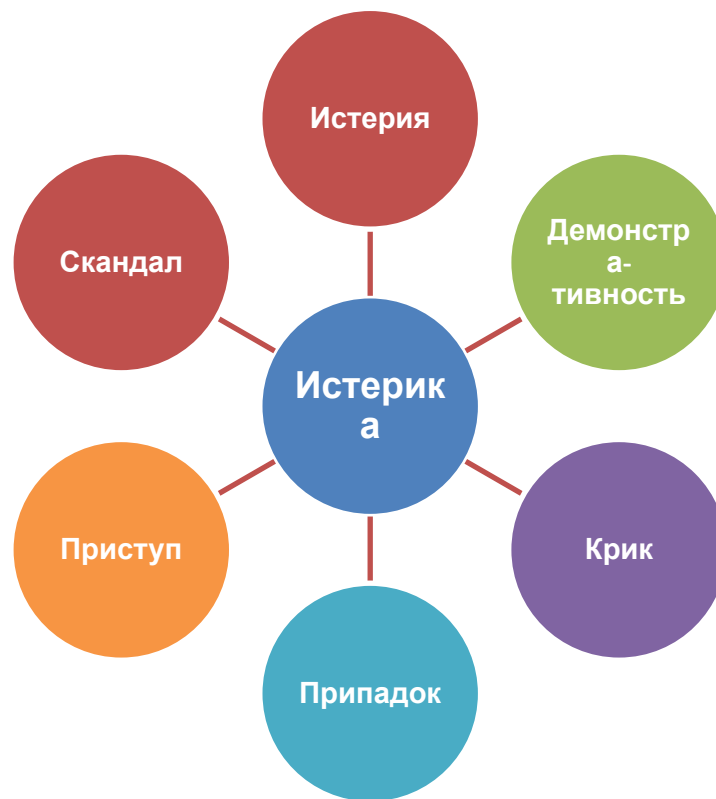 Истерия
Демонстр
а-
тивность
Скандал
Истерик
а
Приступ
Крик
Припадок